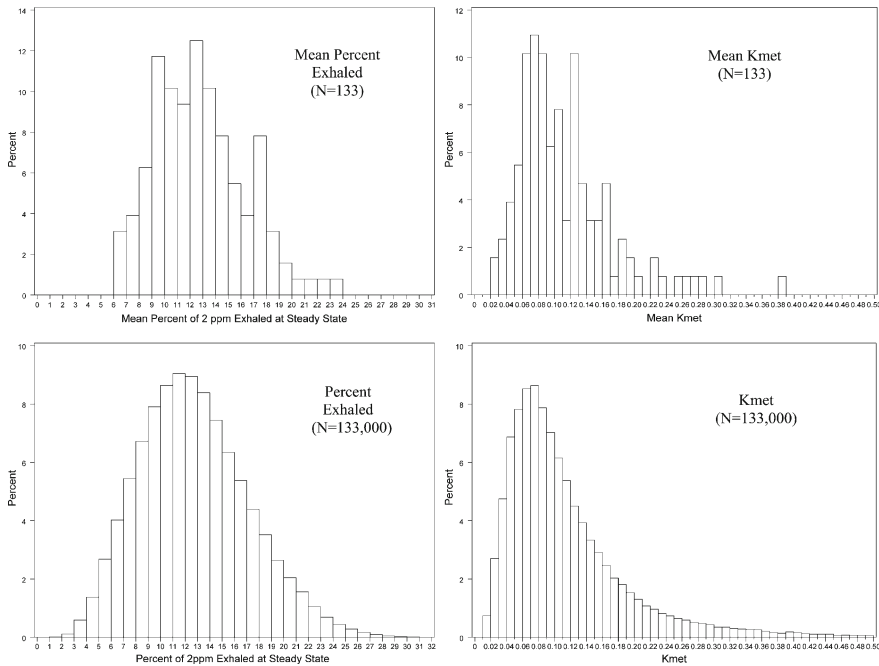 14
12
10
8
6
4
2
0
Percent
Mean Percent
Exhaled
(N=133)
0 1 2 3 4 5 6 7 8 9 10 11 12 13 14 15 16 17 18 19 20 21 22 23 24 25 26 27 28 29 30 31
Mean Percent of 2 ppm Exhaled at Steady State
12
10
8
6
4
2
0
Percent
Mean Kmet
(N=133)
0 0.02 0.04 0.06 0.08 0.10 0.12 0.14 0.16 0.18 0.20 0.22 0.24 0.26 0.28 0.30 0.32 0.34 0.36 0.38 0.40 0.42 0.44 0.46 0.48 0.50
Mean Kmet
10
8
6
4
2
0
Percent
Percent
Exhaled
(N=133,000)
0 1 2 3 4 5 6 7 8 9 10 11 12 13 14 15 16 17 18 19 20 21 22 23 24 25 26 27 28 29 30 31 32
Percent of 2ppm Exhaled at Steady State
10
8
6
4
2
0
Percent
Kmet
(N=133,000)
0 0.02 0.04 0.06 0.08 0.10 0.12 0.14 0.16 0.18 0.20 0.22 0.24 0.26 0.28 0.30 0.32 0.34 0.36 0.38 0.40 0.42 0.44 0.46 0.48 0.50
Kmet